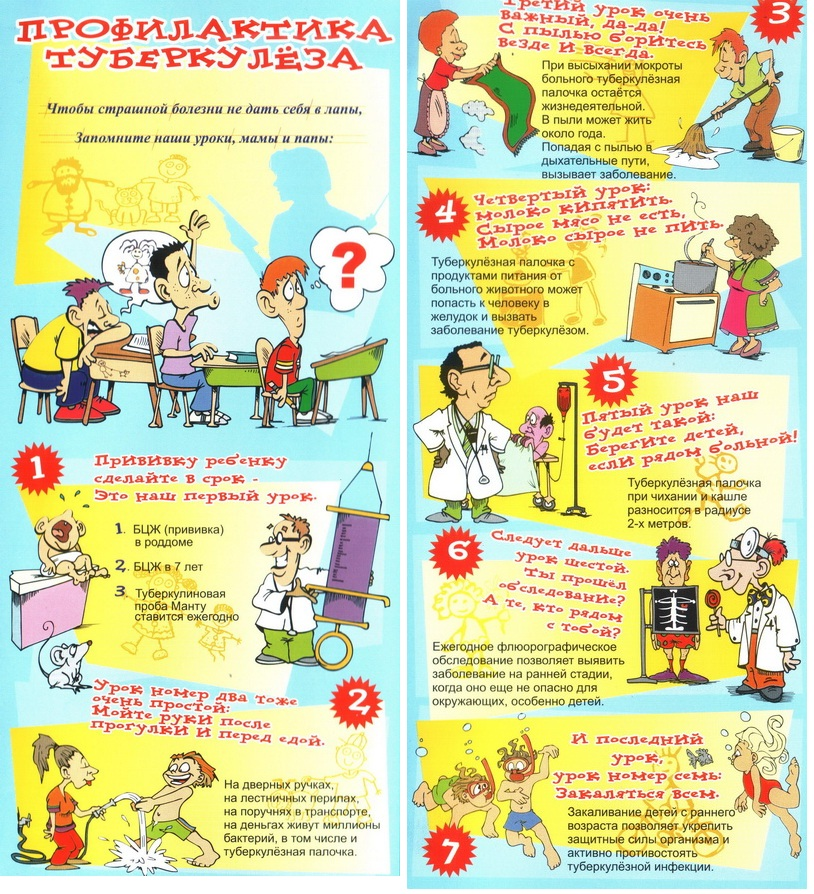 ПРОФИЛАКТИКА
ТУБЕРКУЛЁЗА
Чтобы страшной болезни не дать себя в лапы,
Запомните наши уроки, мамы и папы:
?
1
Прививку ребенку
сделайте в срок -
Это наш первый урок.
1. БЦЖ (прививка)
в роддоме
2. БЦЖ в 7 лет
3. Туберкулиновая
проба Манту
ставится ежегодно
2
Урок номер два тоже
очень простой:
Мойте руки после
прогулки и перед едой.
На дверных ручках,
на лестничных перилах,
на поручнях в транспорте,
на деньгах живут миллионы
бактерий, в том числе и
туберкулёзная палочка.
3
Третий урок очень
важный, да-да!
С пылью боритесь
везде и всегда.
При высыхании мокроты
больного туберкулёзная
палочка остаётся
жизнедеятельной.
В пыли может жить
около года.
Попадая с пылью в
дыхательные пути,
вызывает заболевание.
4
Четвертый урок:
молоко кипятить.
Сырое мясо не есть,
Молоко сырое не пить.
Туберкулёзная палочка с
продуктами питания от
больного животного может
попасть к человеку в
желудок и вызвать
заболевание туберкулёзом.
5
Пятый урок наш
будет такой:
Берегите детей,
если рядом больной!
Туберкулёзная палочка
при чихании и кашле
разносится в радиусе
2-х метров.
6
Следует дальше
урок шестой.
Ты прошёл
обследование?
А те, кто рядом
с тобой?
Ежегодное флюорографическое
обследование позволяет выявить
заболевание на ранней стадии,
когда оно еще не опасно для
окружающих, особенно детей.
7
И последний
урок,
урок номер семь:
Закаляться всем.
Закаливание детей с раннего
возраста позволяет укрепить
защитные силы организма и
активно противостоять
туберкулёзной инфекции.